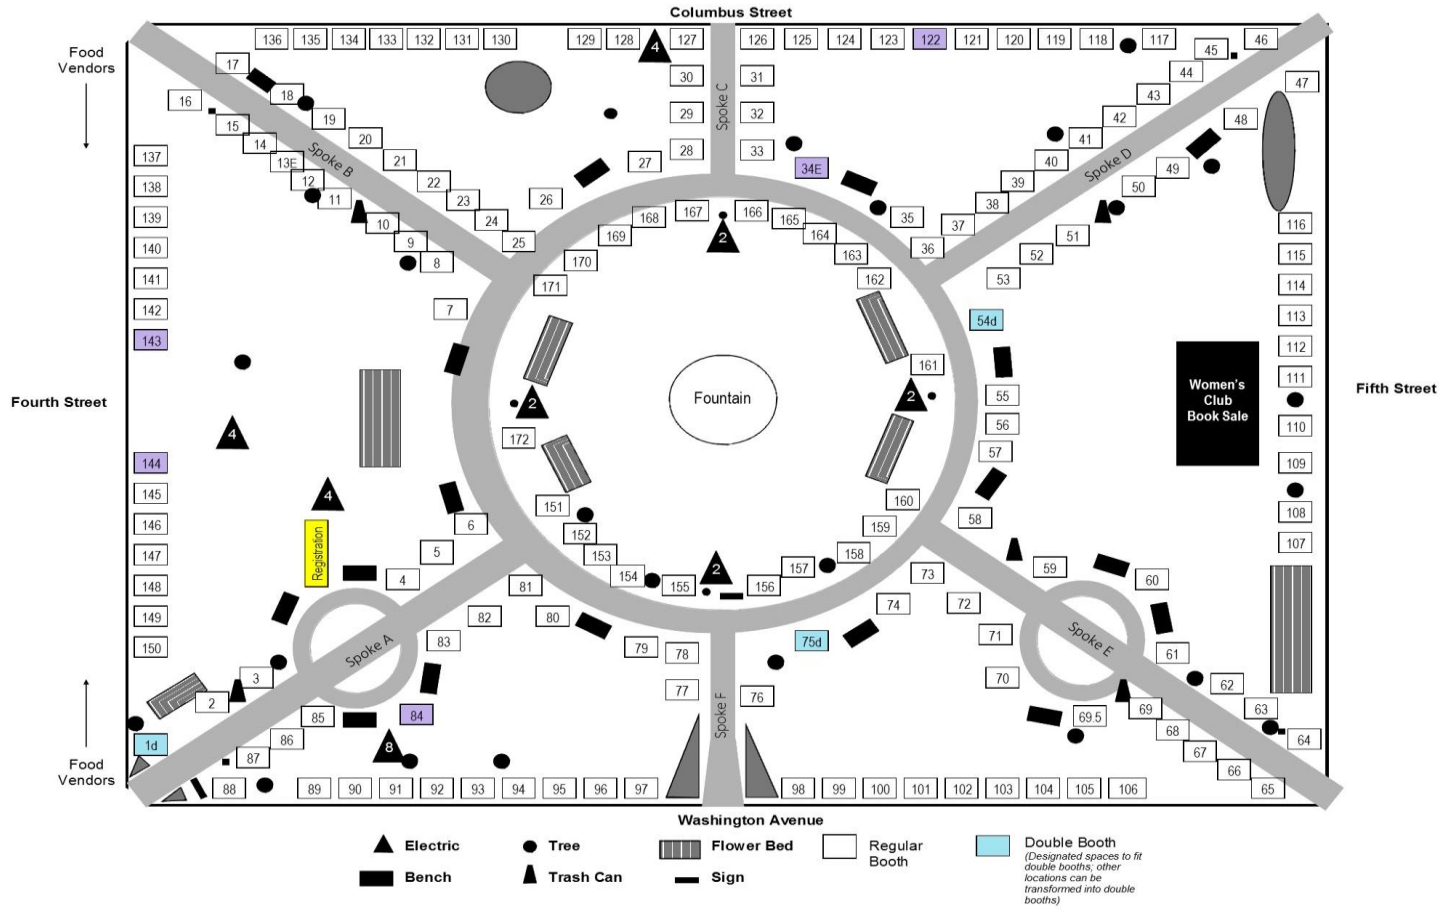 Columbus Street
Food
Vendors
136 135 134 133 132 131 130 129 128 4 127 126 125 124 123 122 121 120 119 118 117 45 46
17 30 31 44 47
16 18 43
15 19 29 Spoke C 32 42 48
14 20 Spoke B 41
137 13E 21 27 28 33 34E 40 Spoke D 49
138 12 22 39 50
11 23 26 38
139 10 24 168 167 166 165 35 37 116
140 9 25 169 2 164 36 51 115
141 8 170 163 52
171 162 53 114
142 7 54d 113
143 112
161 111
Fourth Street
Fountain
Women's
Club
Book Sale
Fifth Street
2 2 55
4 172 56 110
144 57 109
145 4 151 160
146 6 152 159 58 108
147 Registration 5 153 158 107
148 4 154 2 157 59 60
149 81 155 156 73
82 80 74 72
150 Spoke A 83 79 78 75d 71 Spoke E 61
3 77 Spoke F 76 70 62
2 85 84 69.5 69 63
1d 86 8 68 64
87 67
Food
Vendors
66
88 89 90 91 92 93 94 95 96 97 98 99 100 101 102 103 104 105 106 65
Washington Avenue
Electric Tree Flower Bed Regular
Booth
Double Booth
(Designated spaces to fit
double booths; other
locations can be
transformed into double
booths)
Bench Trash Can Sign